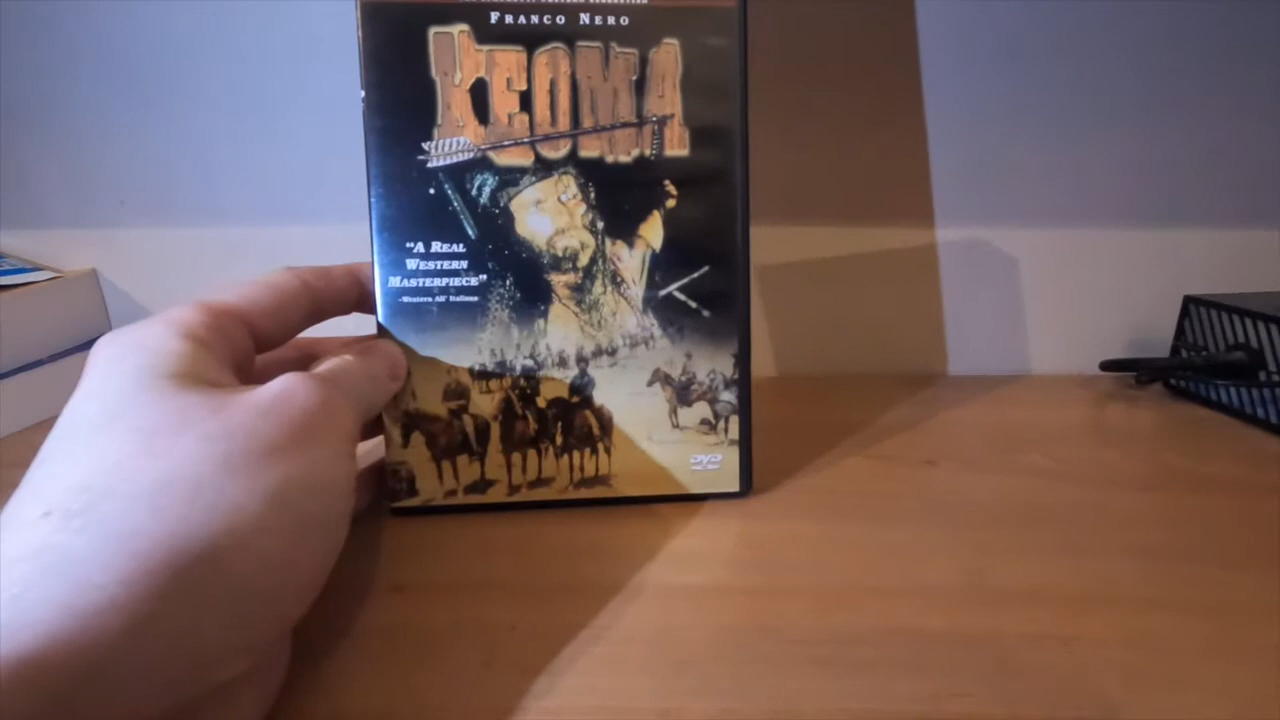 FRANCO NERO
KEOMA
"A REAL
WESTERN
MASTERPIECE"
-Western All' Italiana
DVD